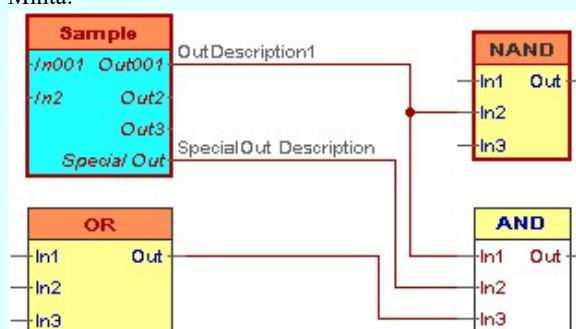 Minta:
Sample
In001 Out001
In2 Out2
Out3
Special Out
OutDescription1
SpecialOut Description
NAND
In1 Out
In2
In3
OR
In1 Out
In2
In3
AND
In1 Out
In2
In3